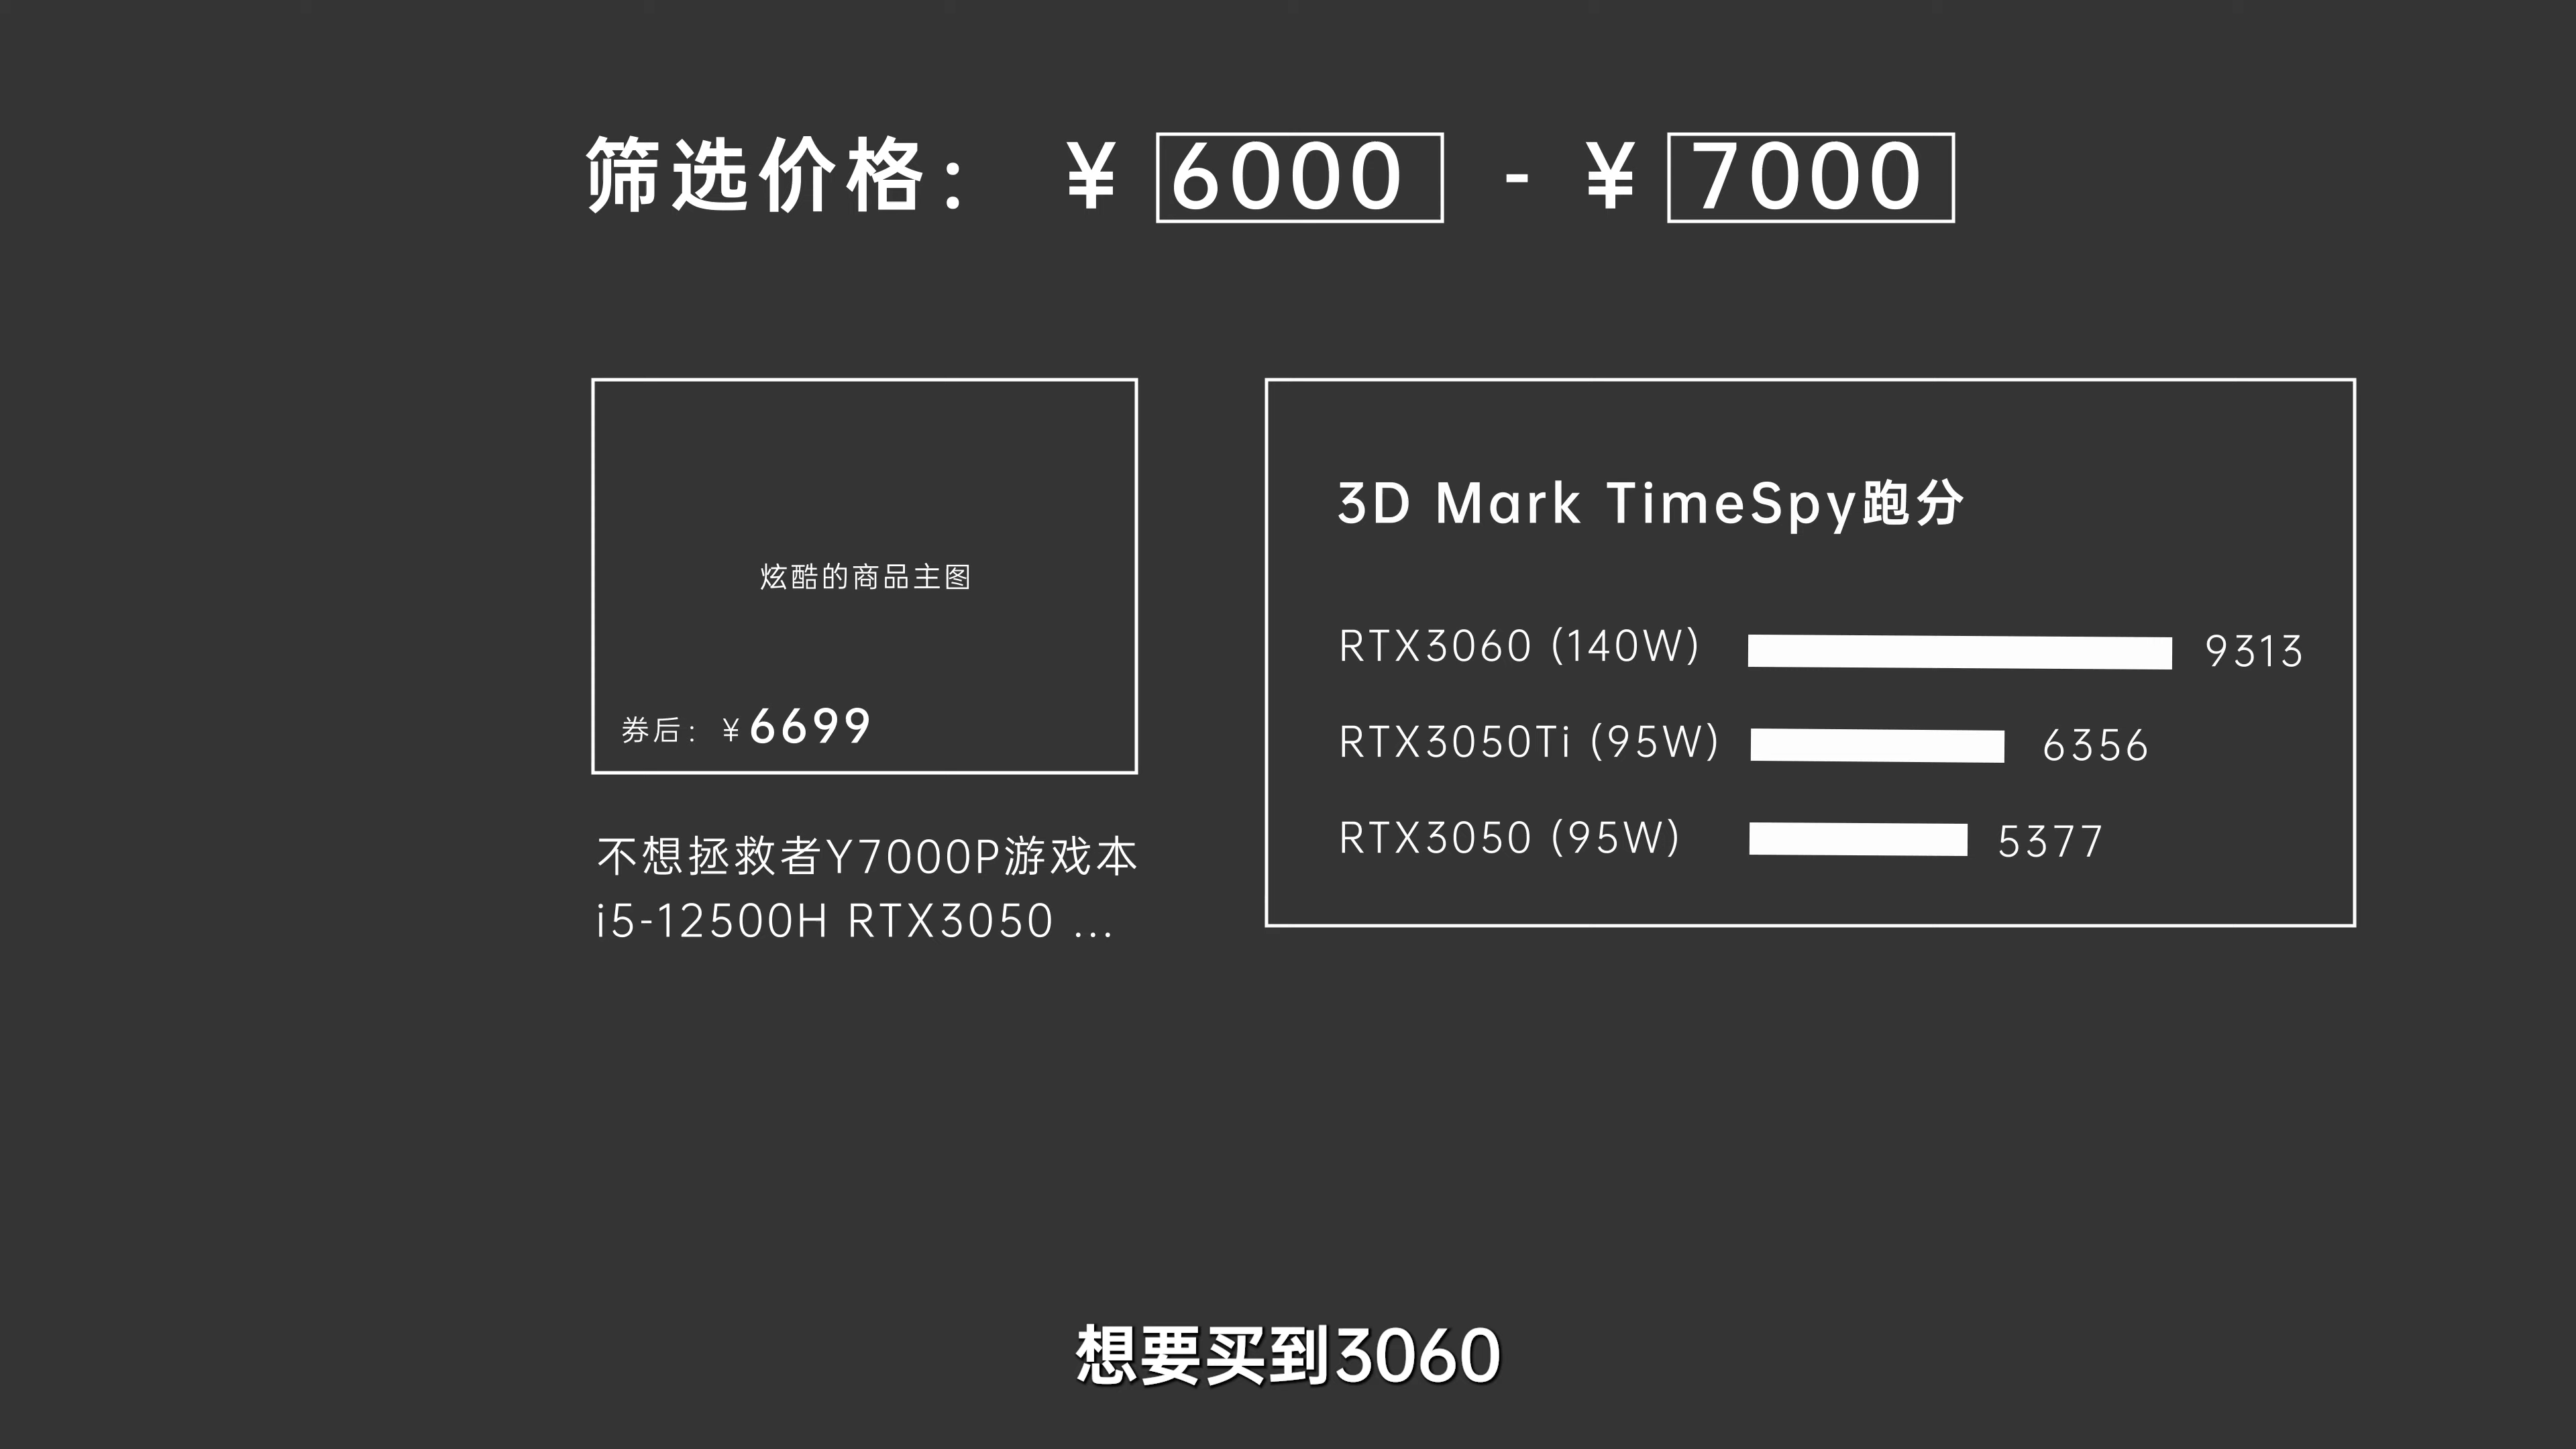 筛选价格： ¥ 6000 - ¥ 7000
炫酷的商品主图
券后：¥6699
不想拯救者Y7000P游戏本
i5-12500H RTX3050 ...
3D Mark TimeSpy跑分
RTX3060 (140W) 9313
RTX3050Ti (95W) 6356
RTX3050 (95W) 5377
想要买到3060